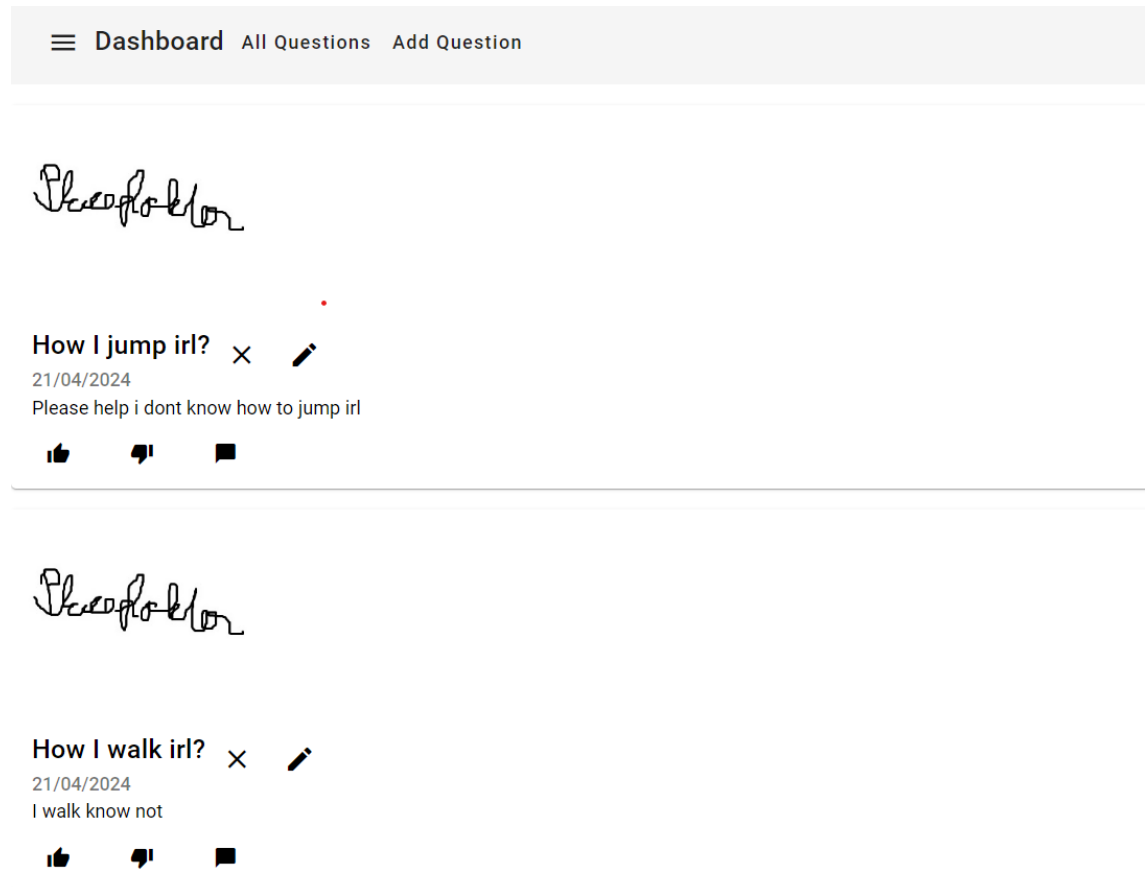 Dashboard All Questions Add Question
How I jump irl?
21/04/2024
Please help i dont know how to jump irl
How I walk irl?
21/04/2024
I walk know not